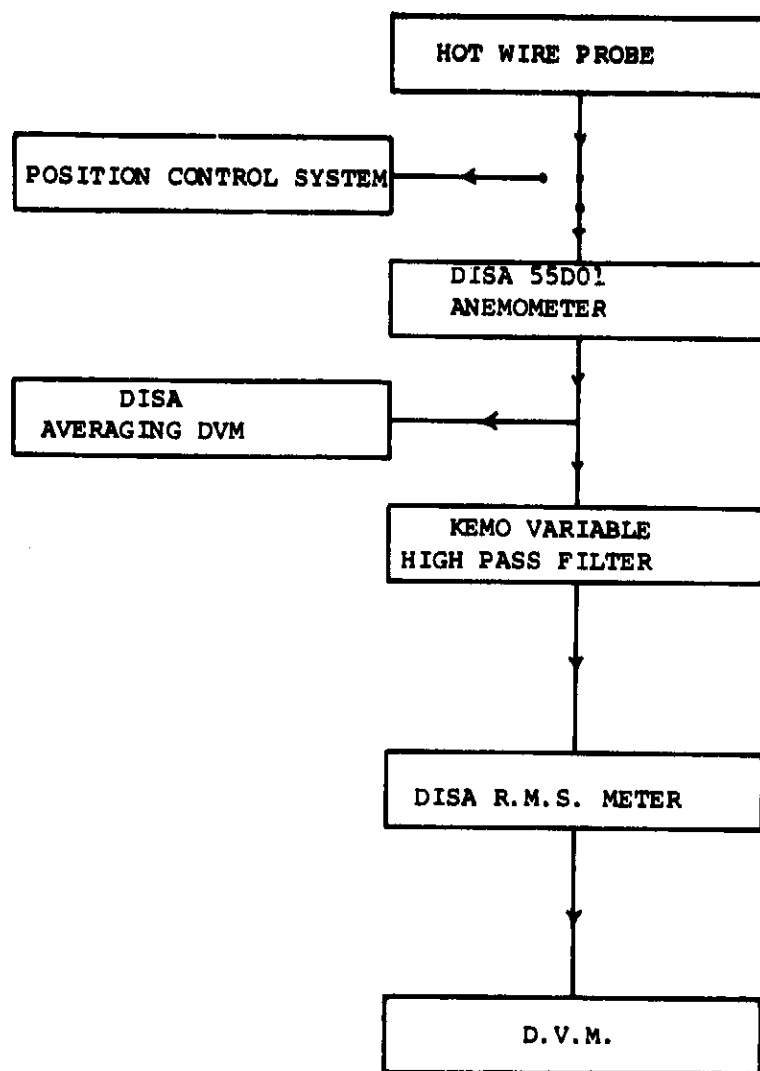 HOT WIRE PROBE
POSITION CONTROL SYSTEM
DISA 55D01
ANEMOMETER
DISA
AVERAGING DVM
KEMO VARIABLE
HIGH PASS FILTER
DISA R.M.S. METER
D.V.M.